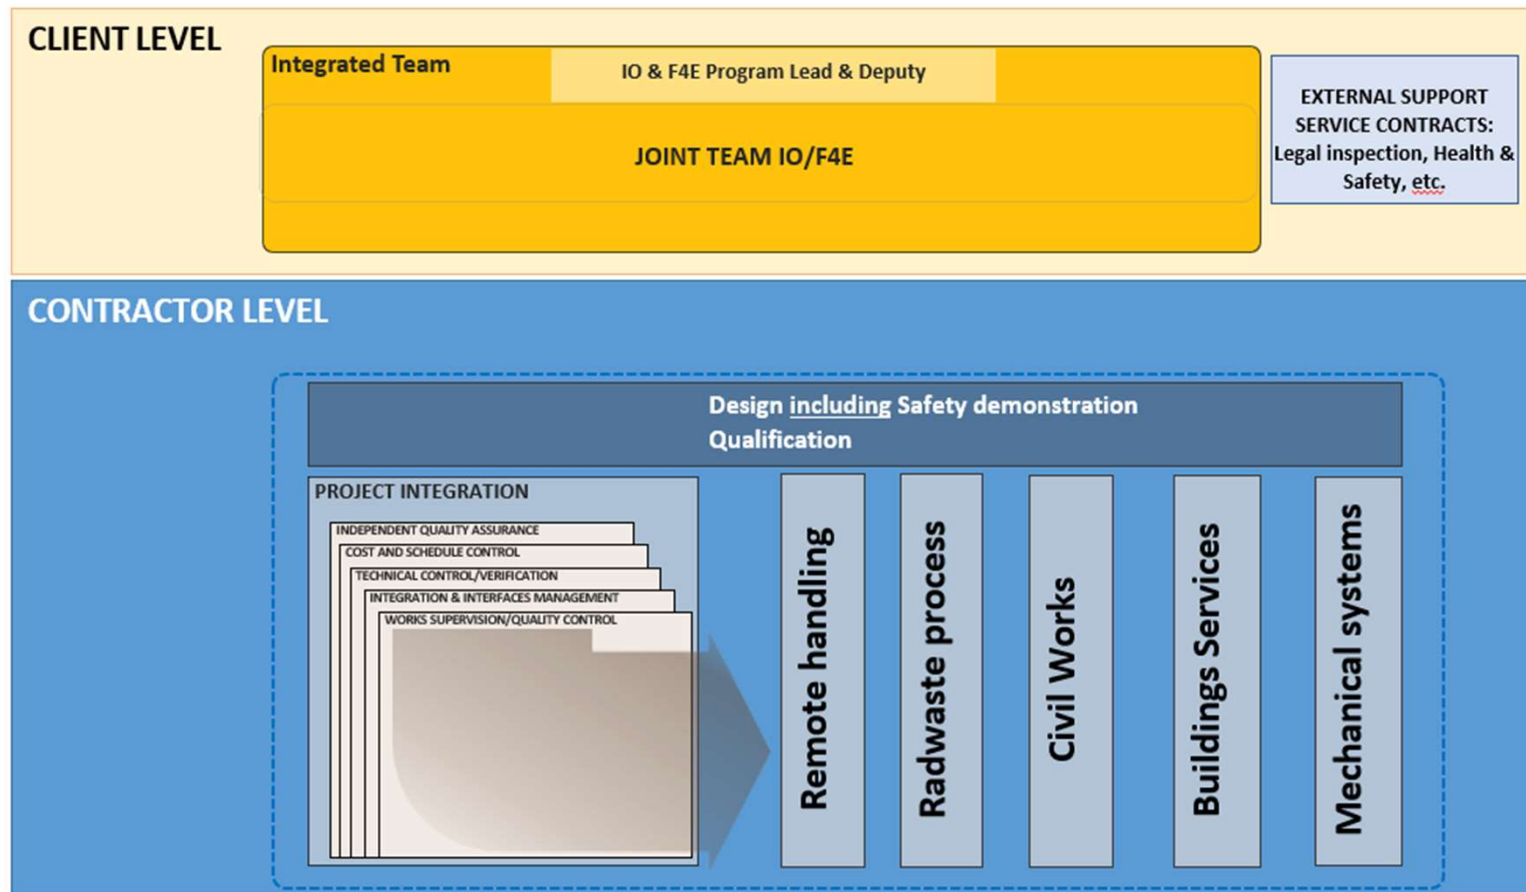 CLIENT LEVEL
Integrated Team
IO & F4E Program Lead & Deputy
JOINT TEAM IO/F4E
EXTERNAL SUPPORT
SERVICE CONTRACTS:
Legal inspection, Health &
Safety, etc.
CONTRACTOR LEVEL
Design including Safety demonstration
Qualification
PROJECT INTEGRATION
INDEPENDENT QUALITY ASSURANCE
COST AND SCHEDULE CONTROL
TECHNICAL CONTROL/VERIFICATION
INTEGRATION & INTERFACES MANAGEMENT
WORKS SUPERVISION/QUALITY CONTROL
Remote handling
Radwaste process
Civil Works
Buildings Services
Mechanical systems